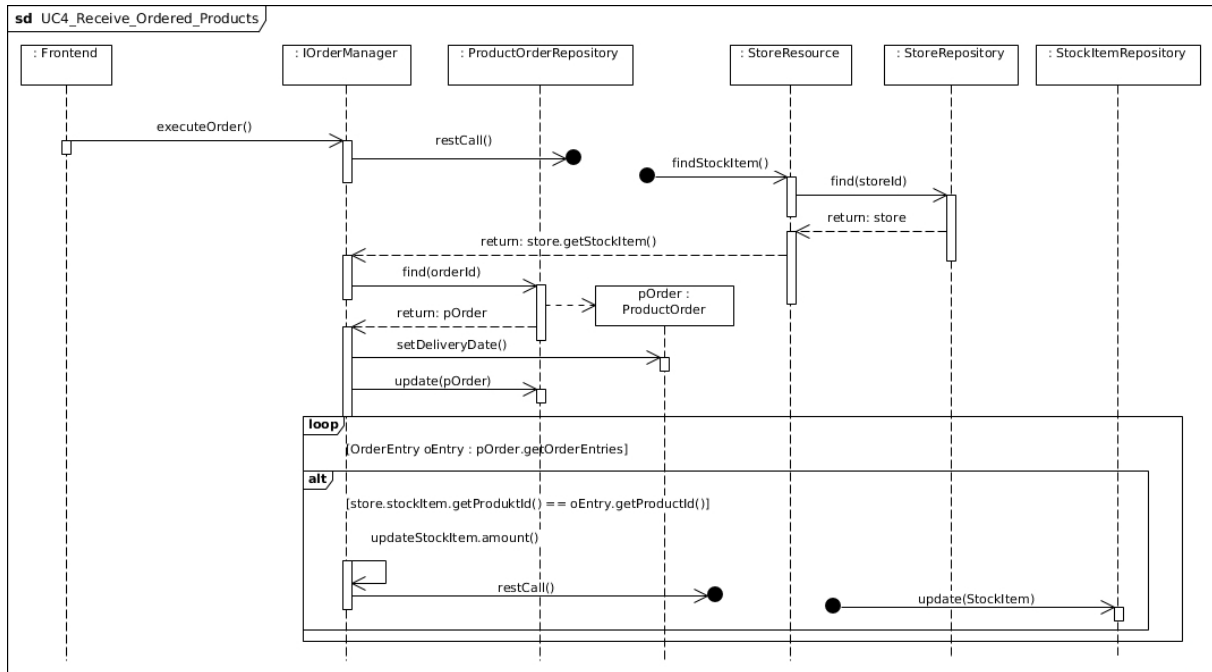 sd UC4_Receive_Ordered_Products
: Frontend
: IOrderManager
: ProductOrderRepository
: StoreResource
: StoreRepository
: StockItemRepository
executeOrder()
restCall()
findStockItem()
find(storeId)
return: store
return: store.getStockItem()
find(orderId)
pOrder :
ProductOrder
return: pOrder
setDeliveryDate()
update(pOrder)
loop
[OrderEntry oEntry : pOrder.getOrderEntries]
alt
[store.stockItem.getProduktId() == oEntry.getProductId()]
updateStockItem.amount()
restCall()
update(StockItem)